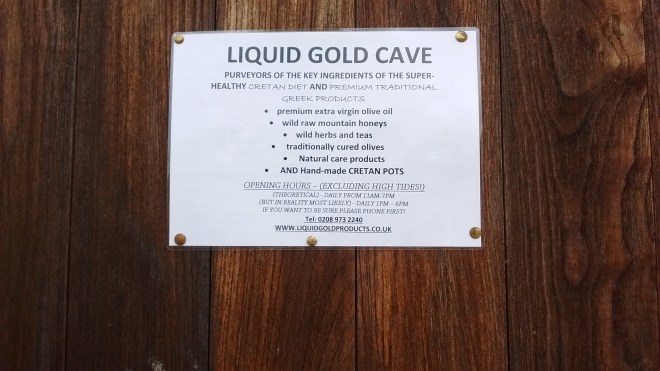 LIQUID GOLD CAVE
PURVEYORS OF THE KEY INGREDIENTS OF THE SUPER-
HEALTHY CRETAN DIET AND PREMIUM TRADITIONAL
GREEK PRODUCTS
• premium extra virgin olive oil
• wild raw mountain honeys
• wild herbs and teas
• traditionally cured olives
• Natural care products
• AND Hand-made CRETAN POTS
OPENING HOURS – (EXCLUDING HIGH TIDES!)
(THEORETICAL) - DAILY FROM 11AM-7PM
(BUT IN REALITY MOST LIKELY) - DAILY 1PM – 6PM
IF YOU WANT TO BE SURE PLEASE PHONE FIRST!
Tel: 0208 973 2240
WWW.LIQUIDGOLDPRODUCTS.CO.UK